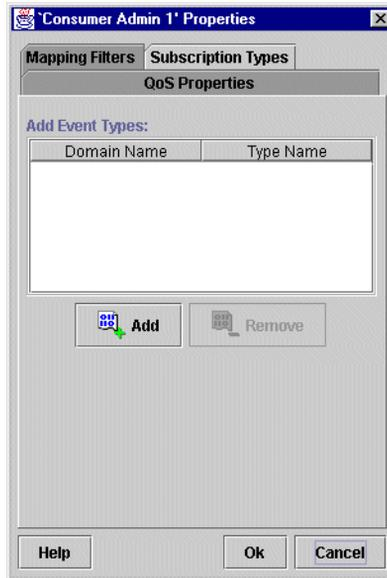 `Consumer Admin 1' Properties
Mapping Filters Subscription Types
QoS Properties
Add Event Types:
Domain Name Type Name
Add Remove
Help Ok Cancel